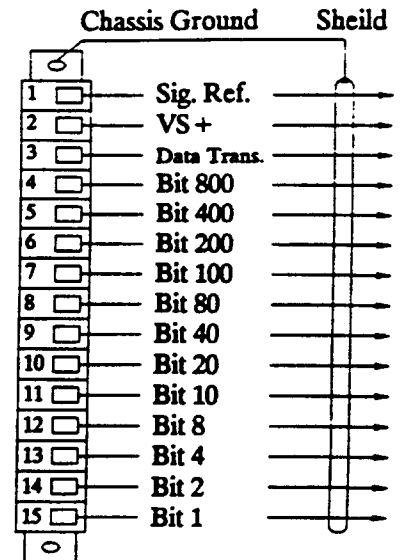 Chassis Ground Sheild
1 Sig. Ref.
2 VS +
3 Data Trans.
4 Bit 800
5 Bit 400
6 Bit 200
7 Bit 100
8 Bit 80
9 Bit 40
10 Bit 20
11 Bit 10
12 Bit 8
13 Bit 4
14 Bit 2
15 Bit 1